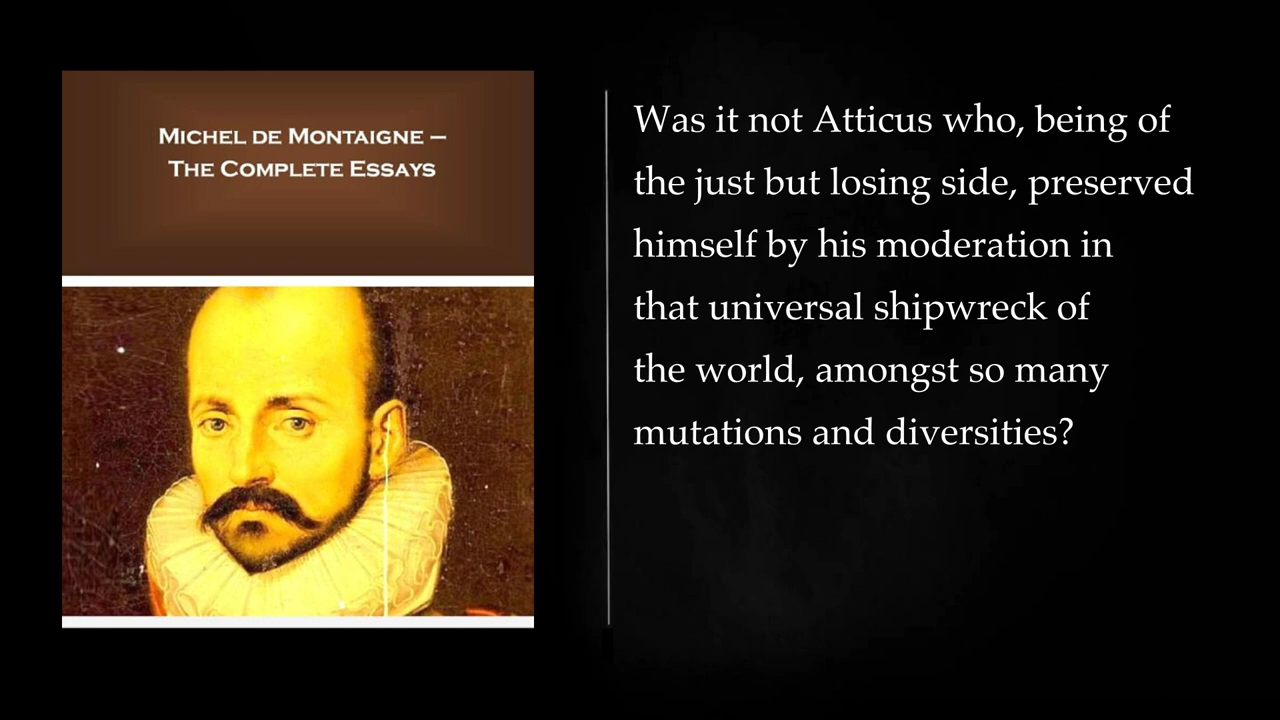 MICHEL DE MONTAIGNE –
THE COMPLETE ESSAYS
Was it not Atticus who, being of
the just but losing side, preserved
himself by his moderation in
that universal shipwreck of
the world, amongst so many
mutations and diversities?